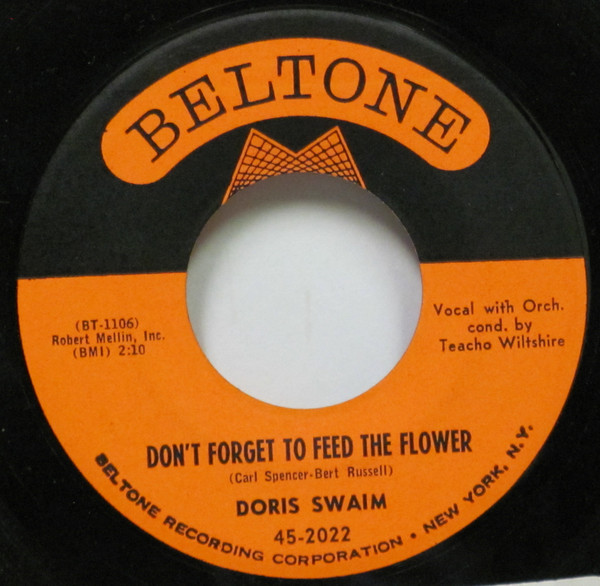 BELTONE
(BT-1106)
Robert Mellin, Inc.
(BMI) 2:10
Vocal with Orch.
cond. by
Teacho Wiltshire
DON'T FORGET TO FEED THE FLOWER
(Carl Spencer-Bert Russell)
DORIS SWAIM
45-2022
BELTONE RECORDING CORPORATION • NEW YORK, N.Y.